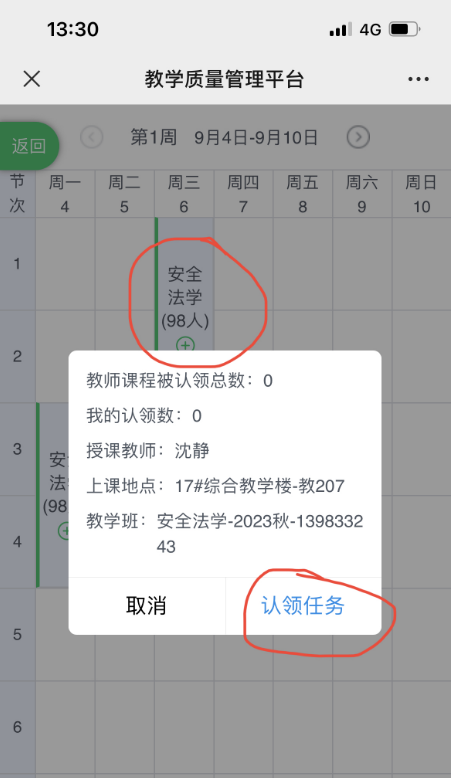 13:30
4G
教学质量管理平台
返回
第1周 9月4日-9月10日
节次
周一 周二 周三 周四 周五 周六 周日
4 5 6 7 8 9 10
1
安全
法学
(98人)
2
教师课程被认领总数：0
我的认领数：0
授课教师：沈静
上课地点：17#综合教学楼-教207
教学班：安全法学-2023秋-1398332
43
取消 认领任务
3
法
(98
4
5
6